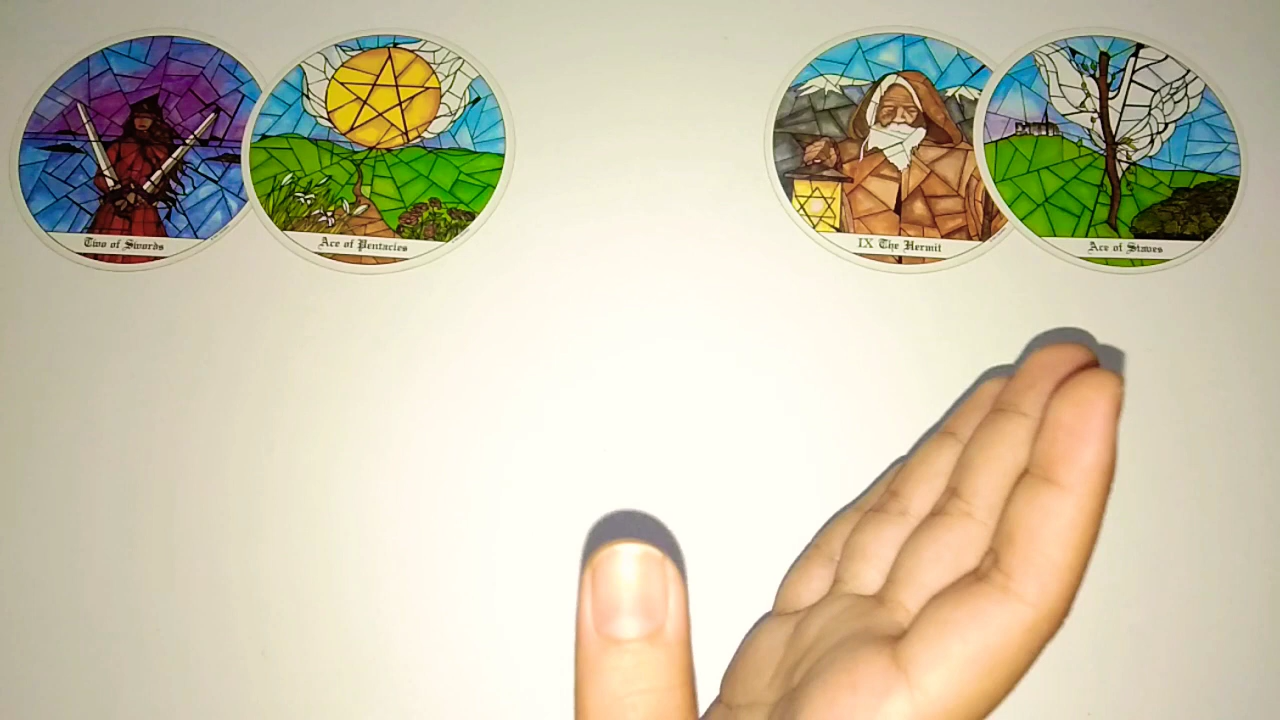 Two of Swords
Ace of Pentacles
IX The Hermit
Ace of Staves